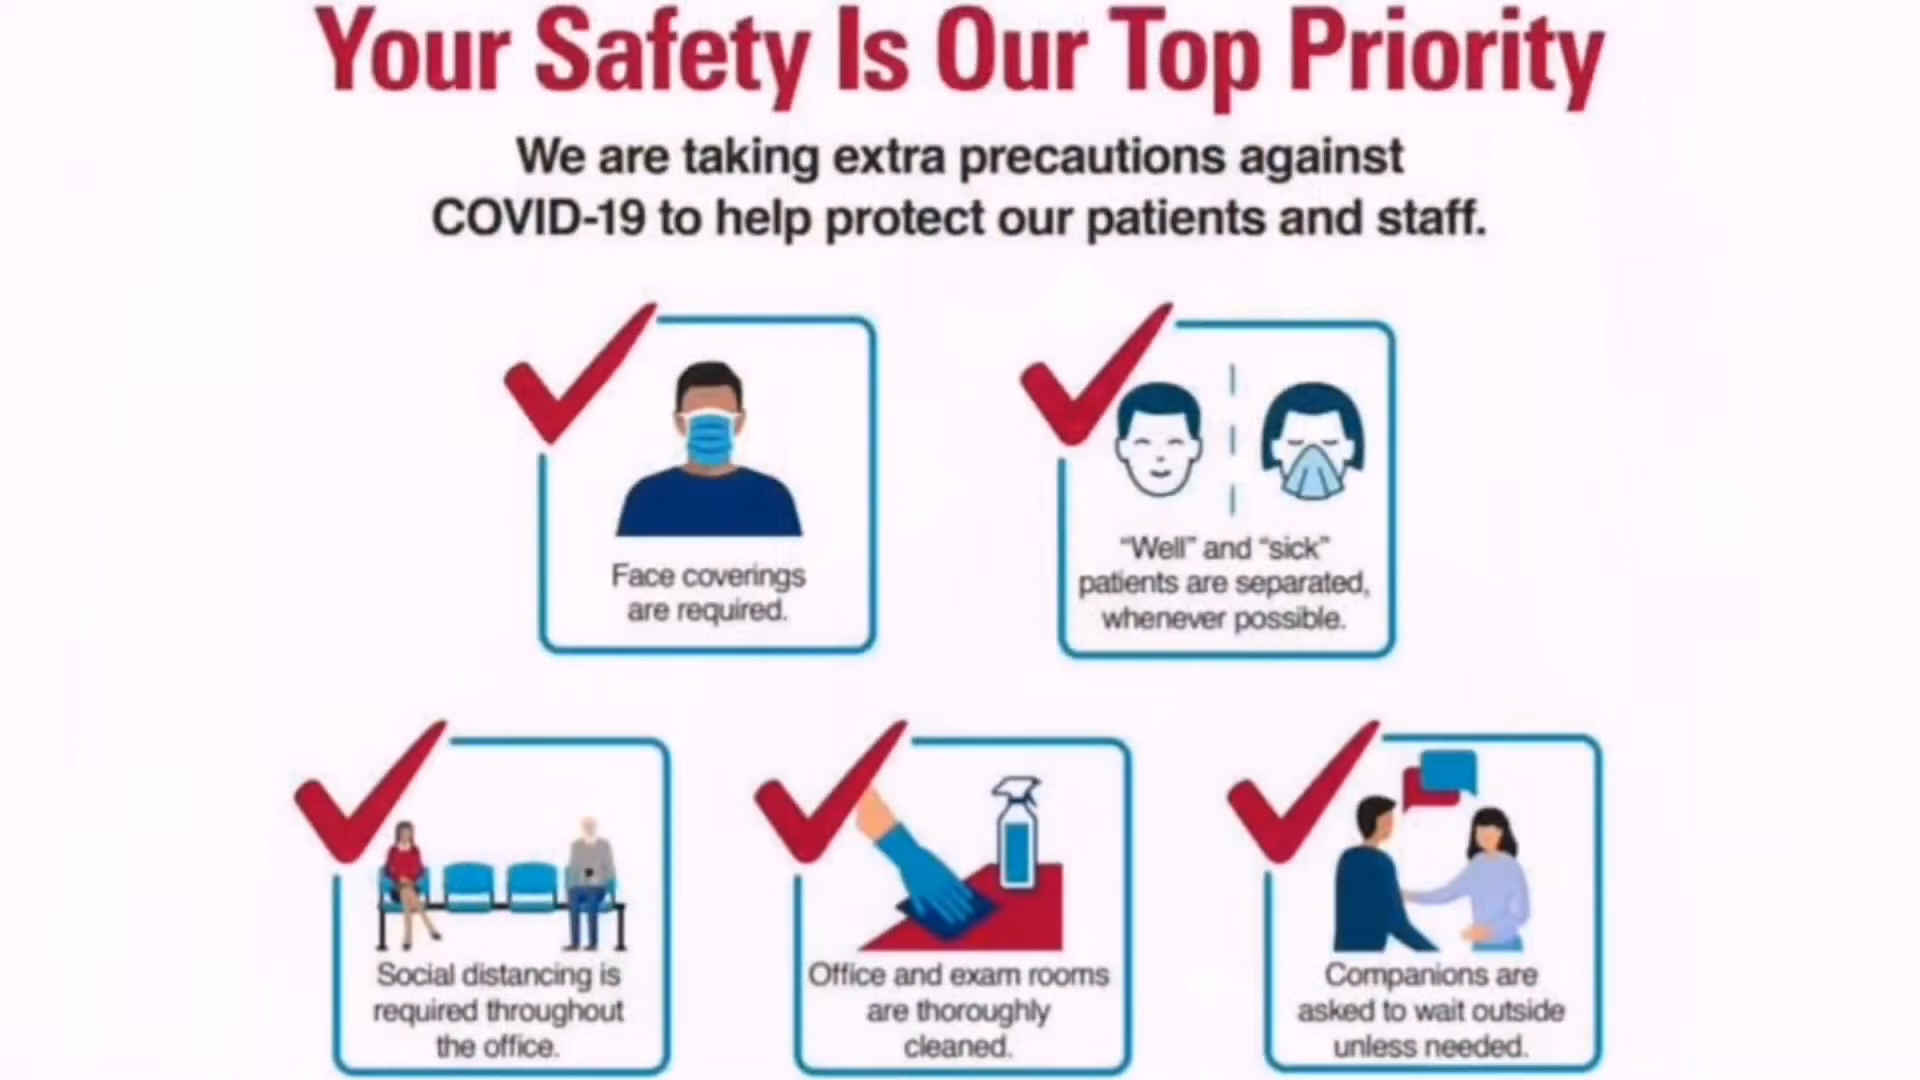 Your Safety Is Our Top Priority
We are taking extra precautions against
COVID-19 to help protect our patients and staff.
Face coverings
are required.
“Well” and “sick”
patients are separated,
whenever possible.
Social distancing is
required throughout
the office.
Office and exam rooms
are thoroughly
cleaned.
Companions are
asked to wait outside
unless needed.